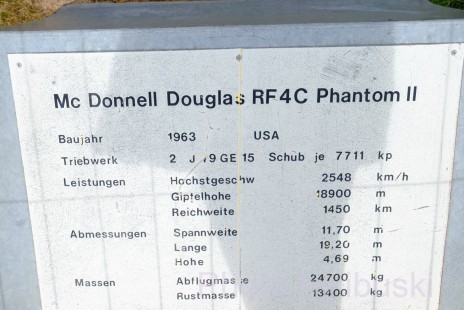 Mc Donnell Douglas RF4C Phantom II
Baujahr 1963 USA
Triebwerk 2 J 79 GE 15 Schub je 7711 kp
Leistungen Hochstgeschw 2548 km/h
Gipfelhohe 18900 m
Reichweite 1450 km
Abmessungen Spannweite 11,70 m
Lange 19,20 m
Hohe 4,69 m
Massen Abflugmasse 24700 kg
Rustmasse 13400 kg